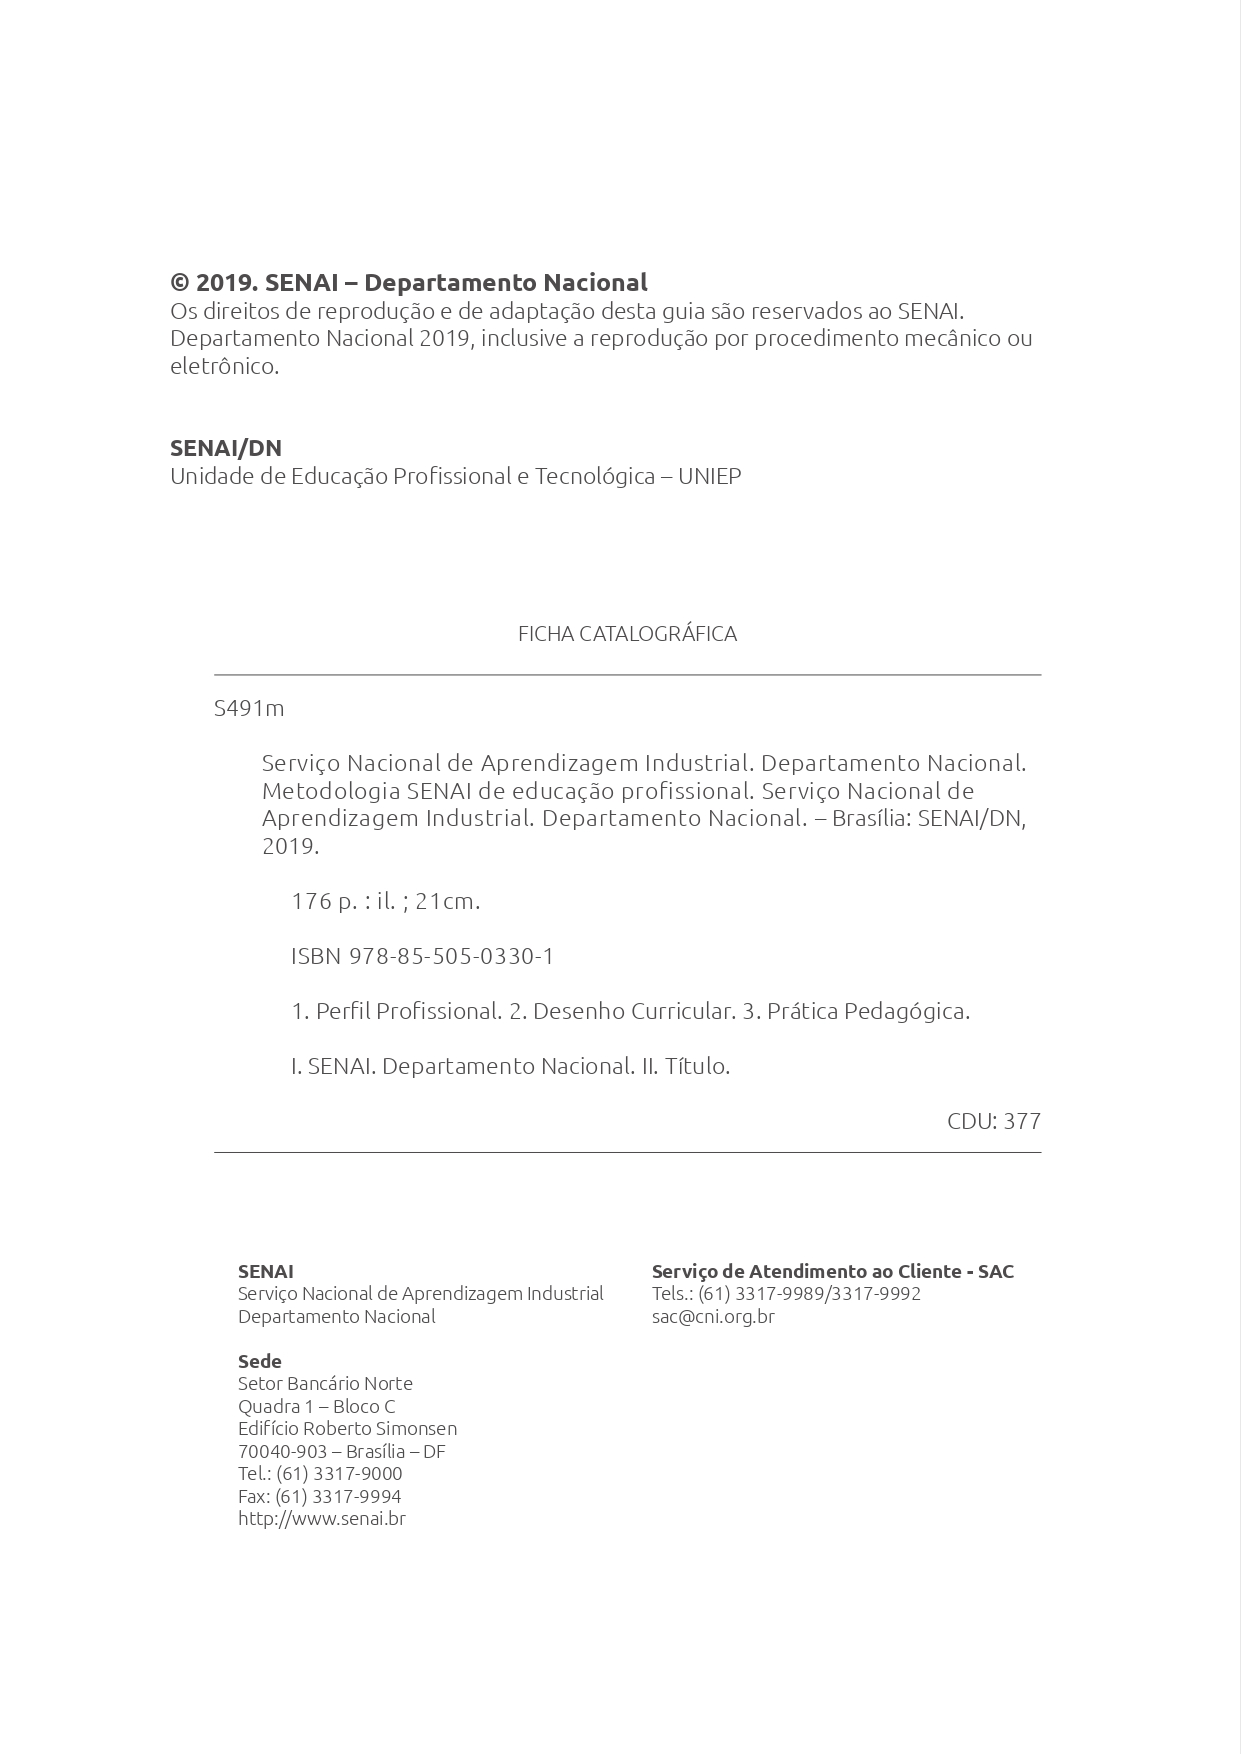 © 2019. SENAI – Departamento Nacional
Os direitos de reprodução e de adaptação desta guia são reservados ao SENAI.
Departamento Nacional 2019, inclusive a reprodução por procedimento mecânico ou
eletrônico.
SENAI/DN
Unidade de Educação Profissional e Tecnológica – UNIEP
FICHA CATALOGRÁFICA
S491m
Serviço Nacional de Aprendizagem Industrial. Departamento Nacional.
Metodologia SENAI de educação profissional. Serviço Nacional de
Aprendizagem Industrial. Departamento Nacional. – Brasília: SENAI/DN,
2019.
176 p. : il. ; 21cm.
ISBN 978-85-505-0330-1
1. Perfil Profissional. 2. Desenho Curricular. 3. Prática Pedagógica.
I. SENAI. Departamento Nacional. II. Título.
CDU: 377
SENAI
Serviço Nacional de Aprendizagem Industrial
Departamento Nacional
Sede
Setor Bancário Norte
Quadra 1 – Bloco C
Edifício Roberto Simonsen
70040-903 – Brasília – DF
Tel.: (61) 3317-9000
Fax: (61) 3317-9994
http://www.senai.br
Serviço de Atendimento ao Cliente - SAC
Tels.: (61) 3317-9989/3317-9992
sac@cni.org.br